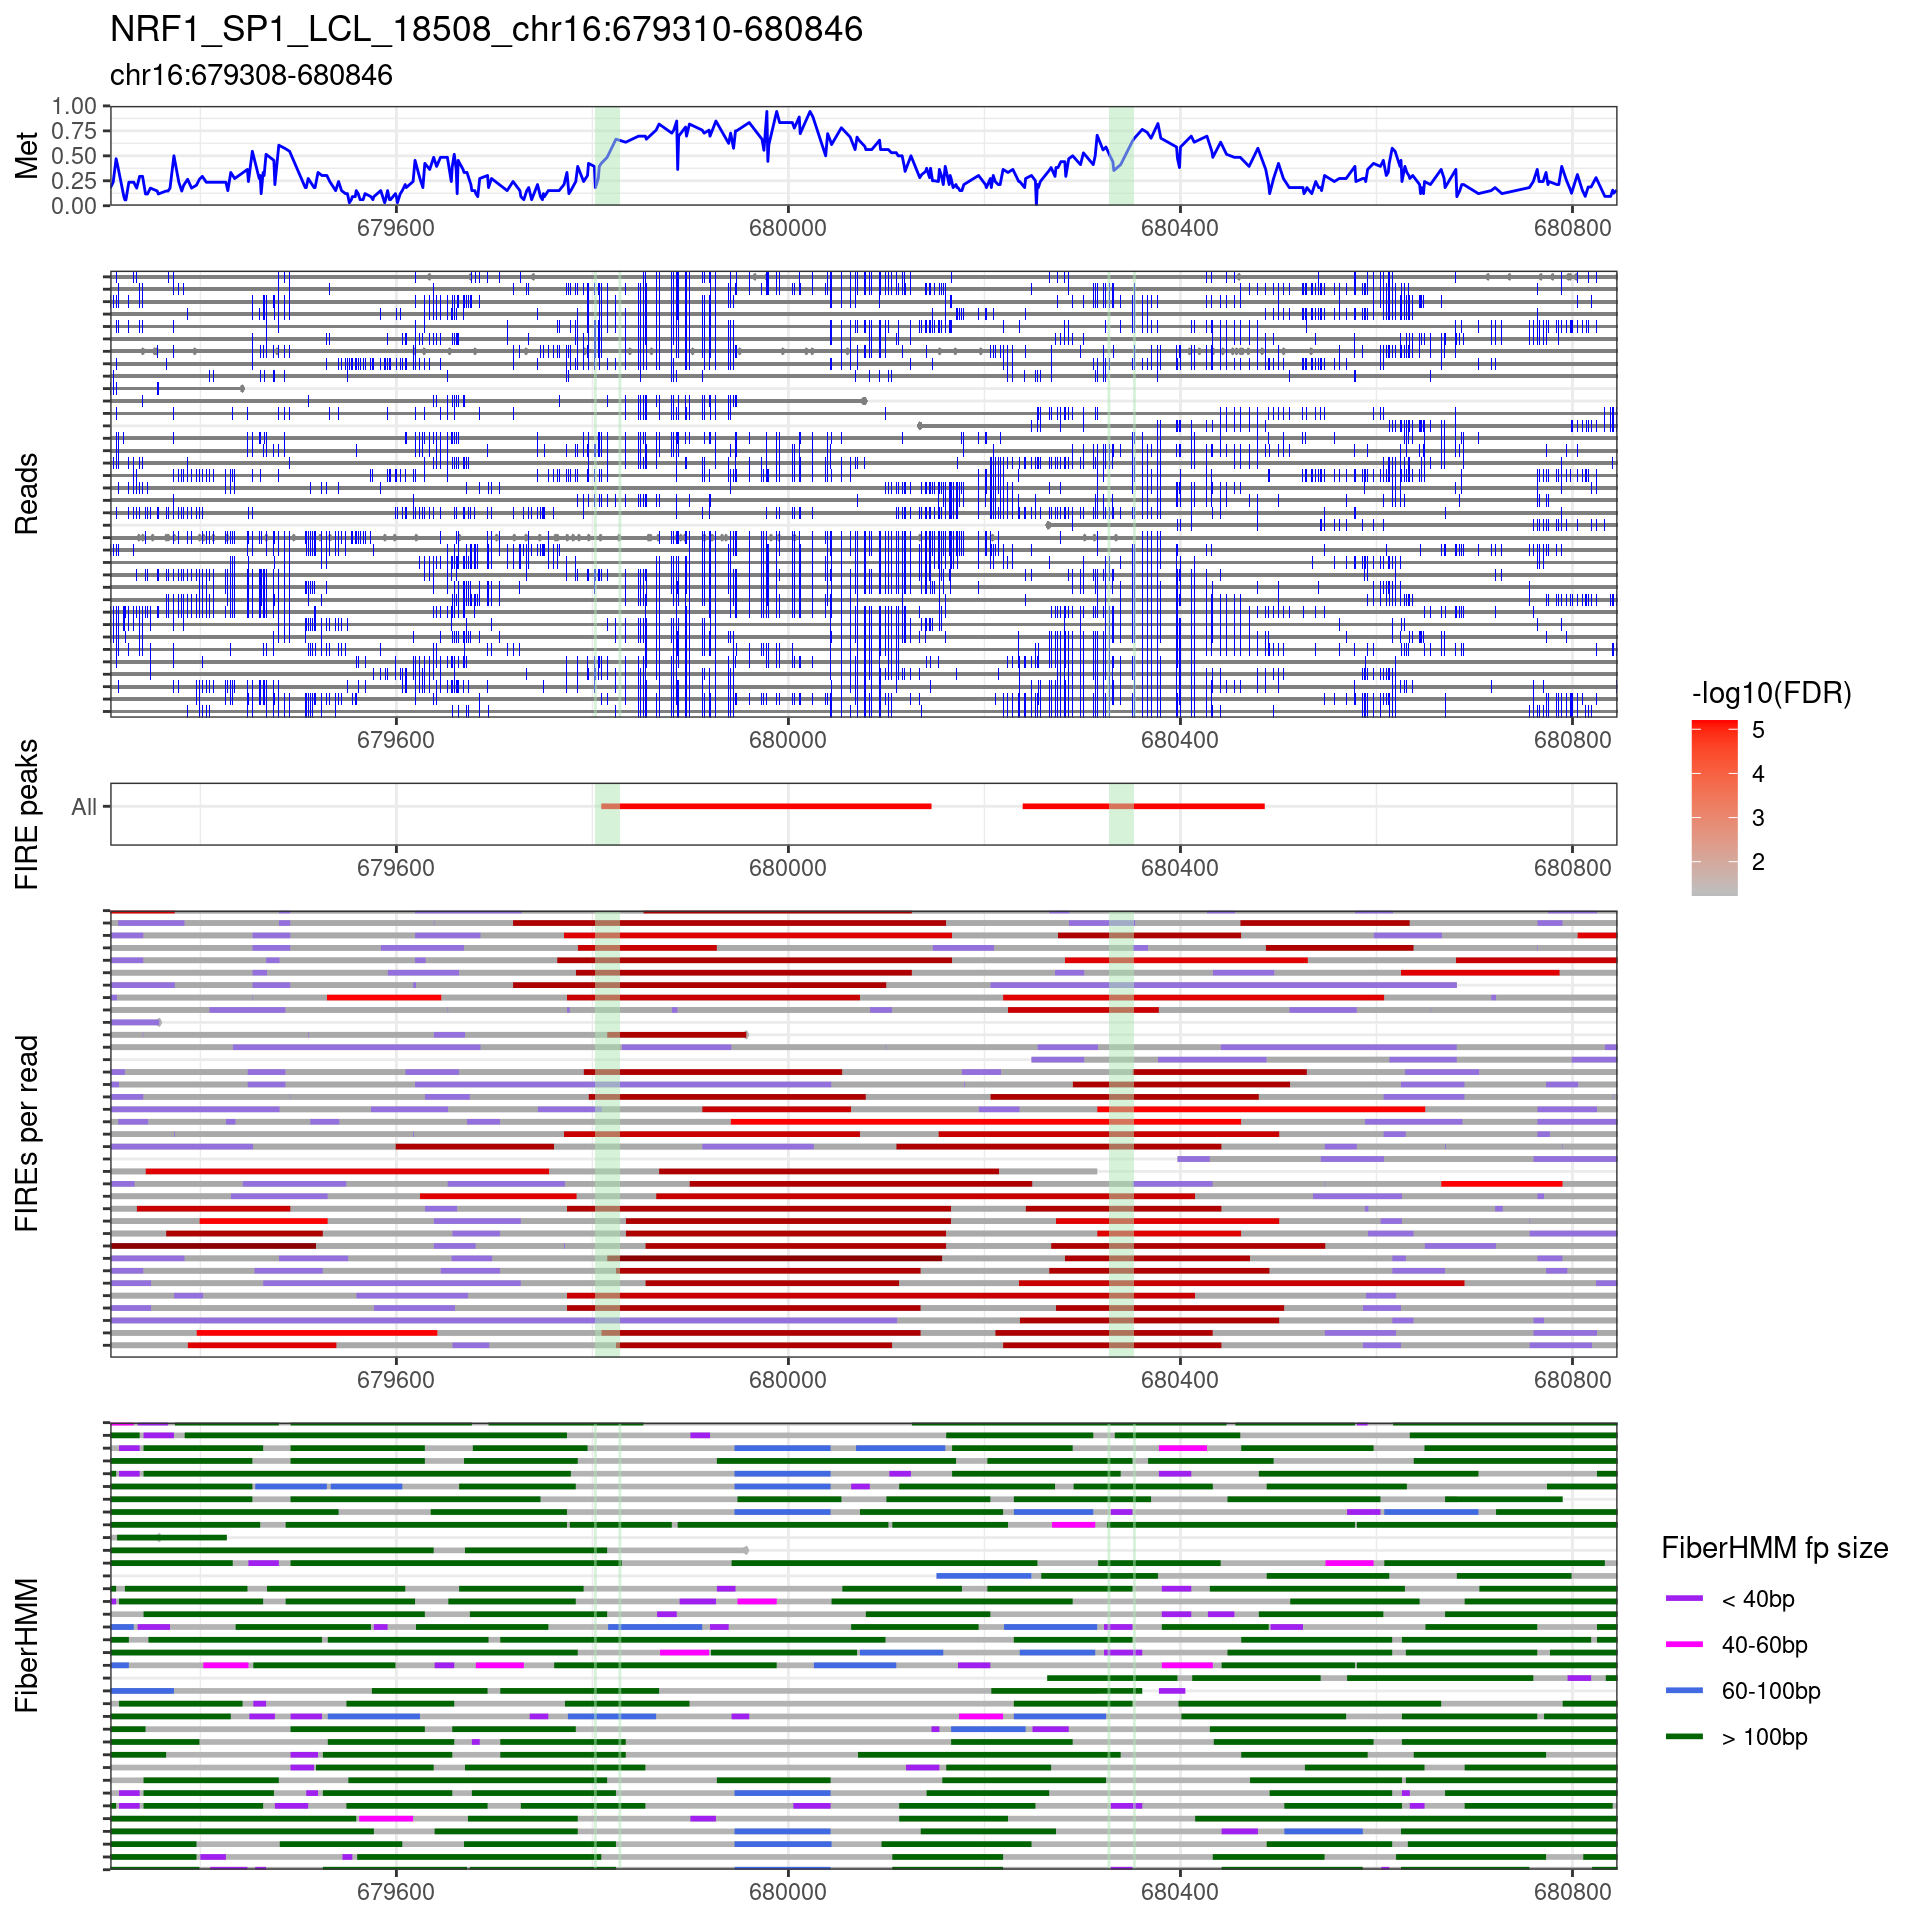 NRF1_SP1_LCL_18508_chr16:679310-680846
chr16:679308-680846
Met
1.00
0.75
0.50
0.25
0.00
679600 680000 680400 680800
Reads
679600 680000 680400 680800
FIRE peaks
All
679600 680000 680400 680800
-log10(FDR)
5
4
3
2
FIREs per read
679600 680000 680400 680800
FiberHMM
679600 680000 680400 680800
FiberHMM fp size
< 40bp
40-60bp
60-100bp
> 100bp